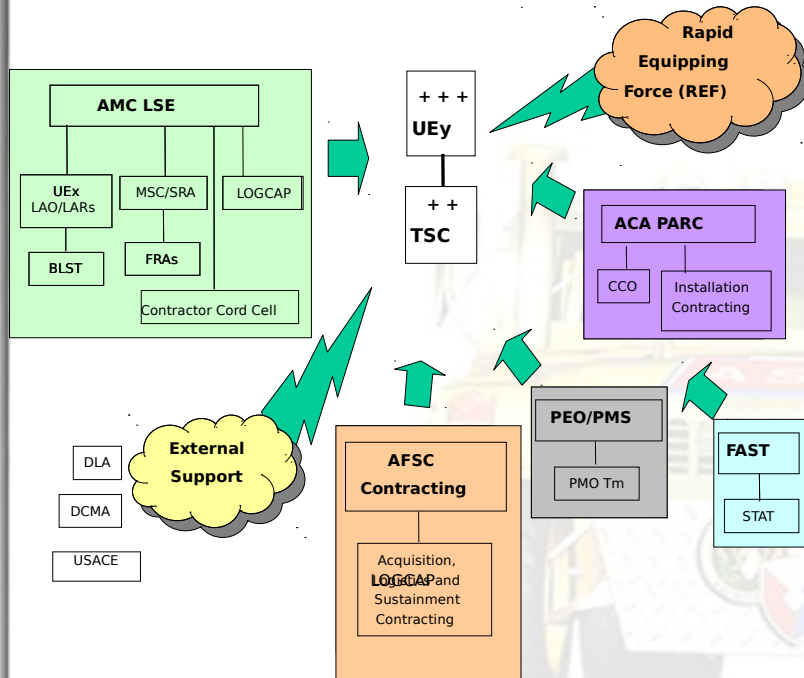 Rapid
Equipping
Force (REF)
AMC LSE
+ + +
UEy
UEx
LAO/LARs
MSC/SRA
LOGCAP
+ +
TSC
ACA PARC
BLST
FRAs
CCO
Installation
Contracting
Contractor Cord Cell
External
Support
DLA
DCMA
USACE
AFSC
Contracting
Acquisition,
Logistics and
LOGCAP
Sustainment
Contracting
PEO/PMS
PMO Tm
FAST
STAT